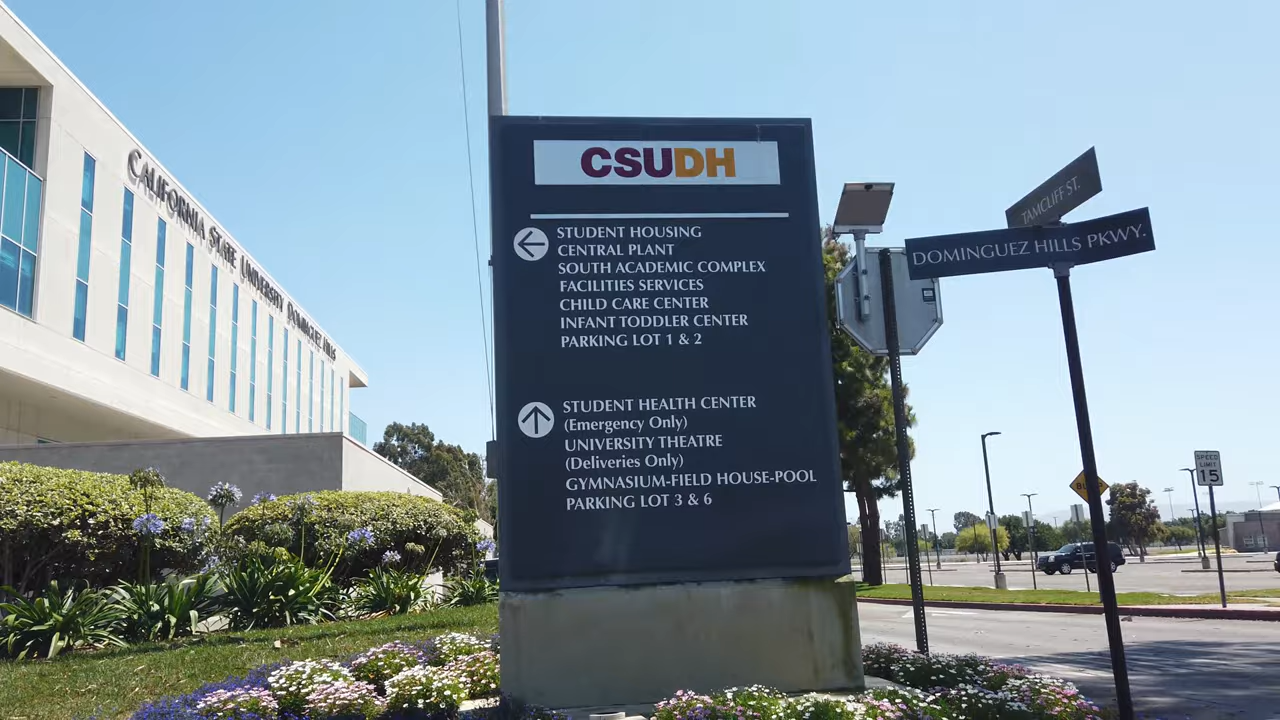 CALIFORNIA STATE UNIVERSITY DOMINGUEZ HILLS
CSUDH
STUDENT HOUSING
CENTRAL PLANT
SOUTH ACADEMIC COMPLEX
FACILITIES SERVICES
CHILD CARE CENTER
INFANT TODDLER CENTER
PARKING LOT 1 & 2
STUDENT HEALTH CENTER
(Emergency Only)
UNIVERSITY THEATRE
(Deliveries Only)
GYMNASIUM-FIELD HOUSE-POOL
PARKING LOT 3 & 6
TAMCLIFF ST.
DOMINGUEZ HILLS PKWY.
SPEED
LIMIT
15